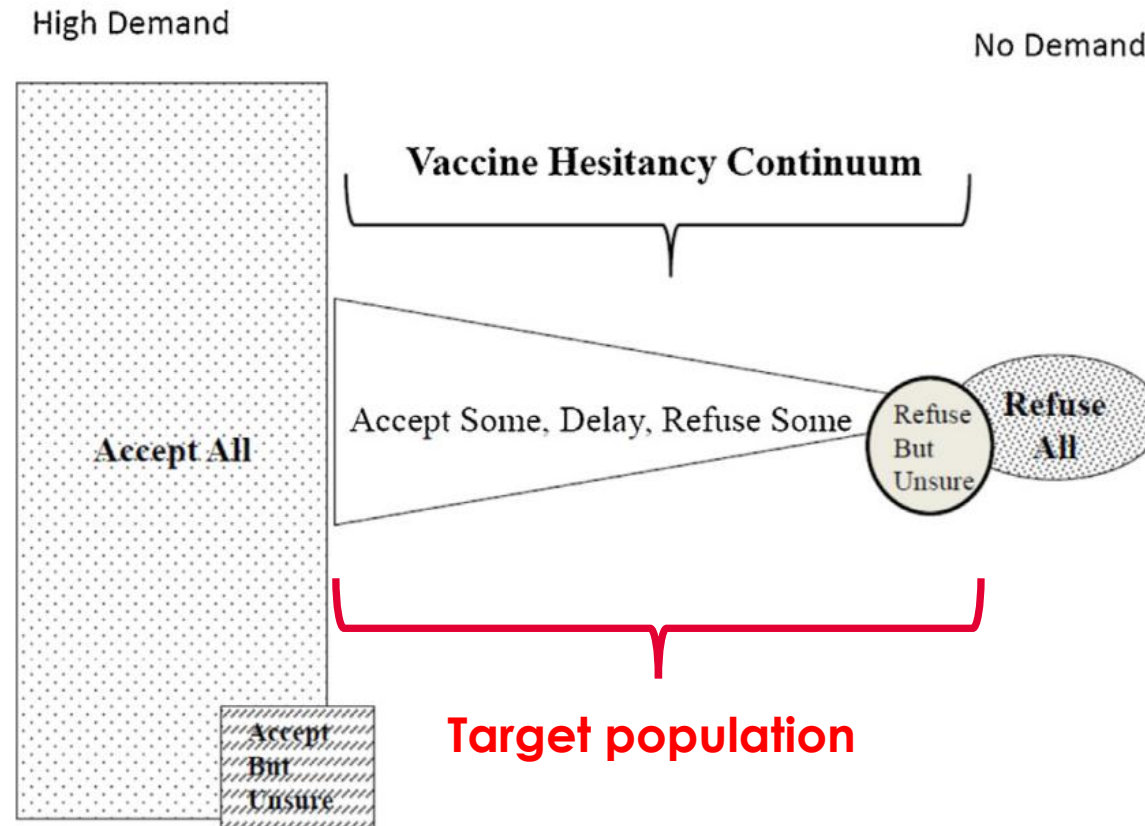 High Demand
No Demand
Vaccine Hesitancy Continuum
Accept All
Accept Some, Delay, Refuse Some
Refuse
But
Unsure
Refuse
All
Accept
But
Unsure
Target population